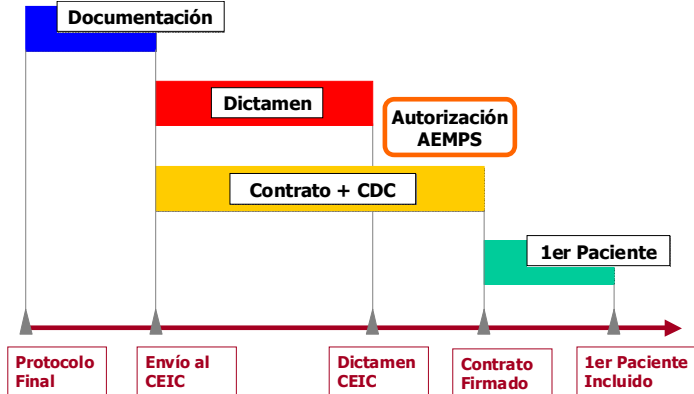 Documentación
Dictamen
Autorización
AEMPS
Contrato + CDC
1er Paciente
Protocolo
Final
Envío al
CEIC
Dictamen
CEIC
Contrato
Firmado
1er Paciente
Incluido